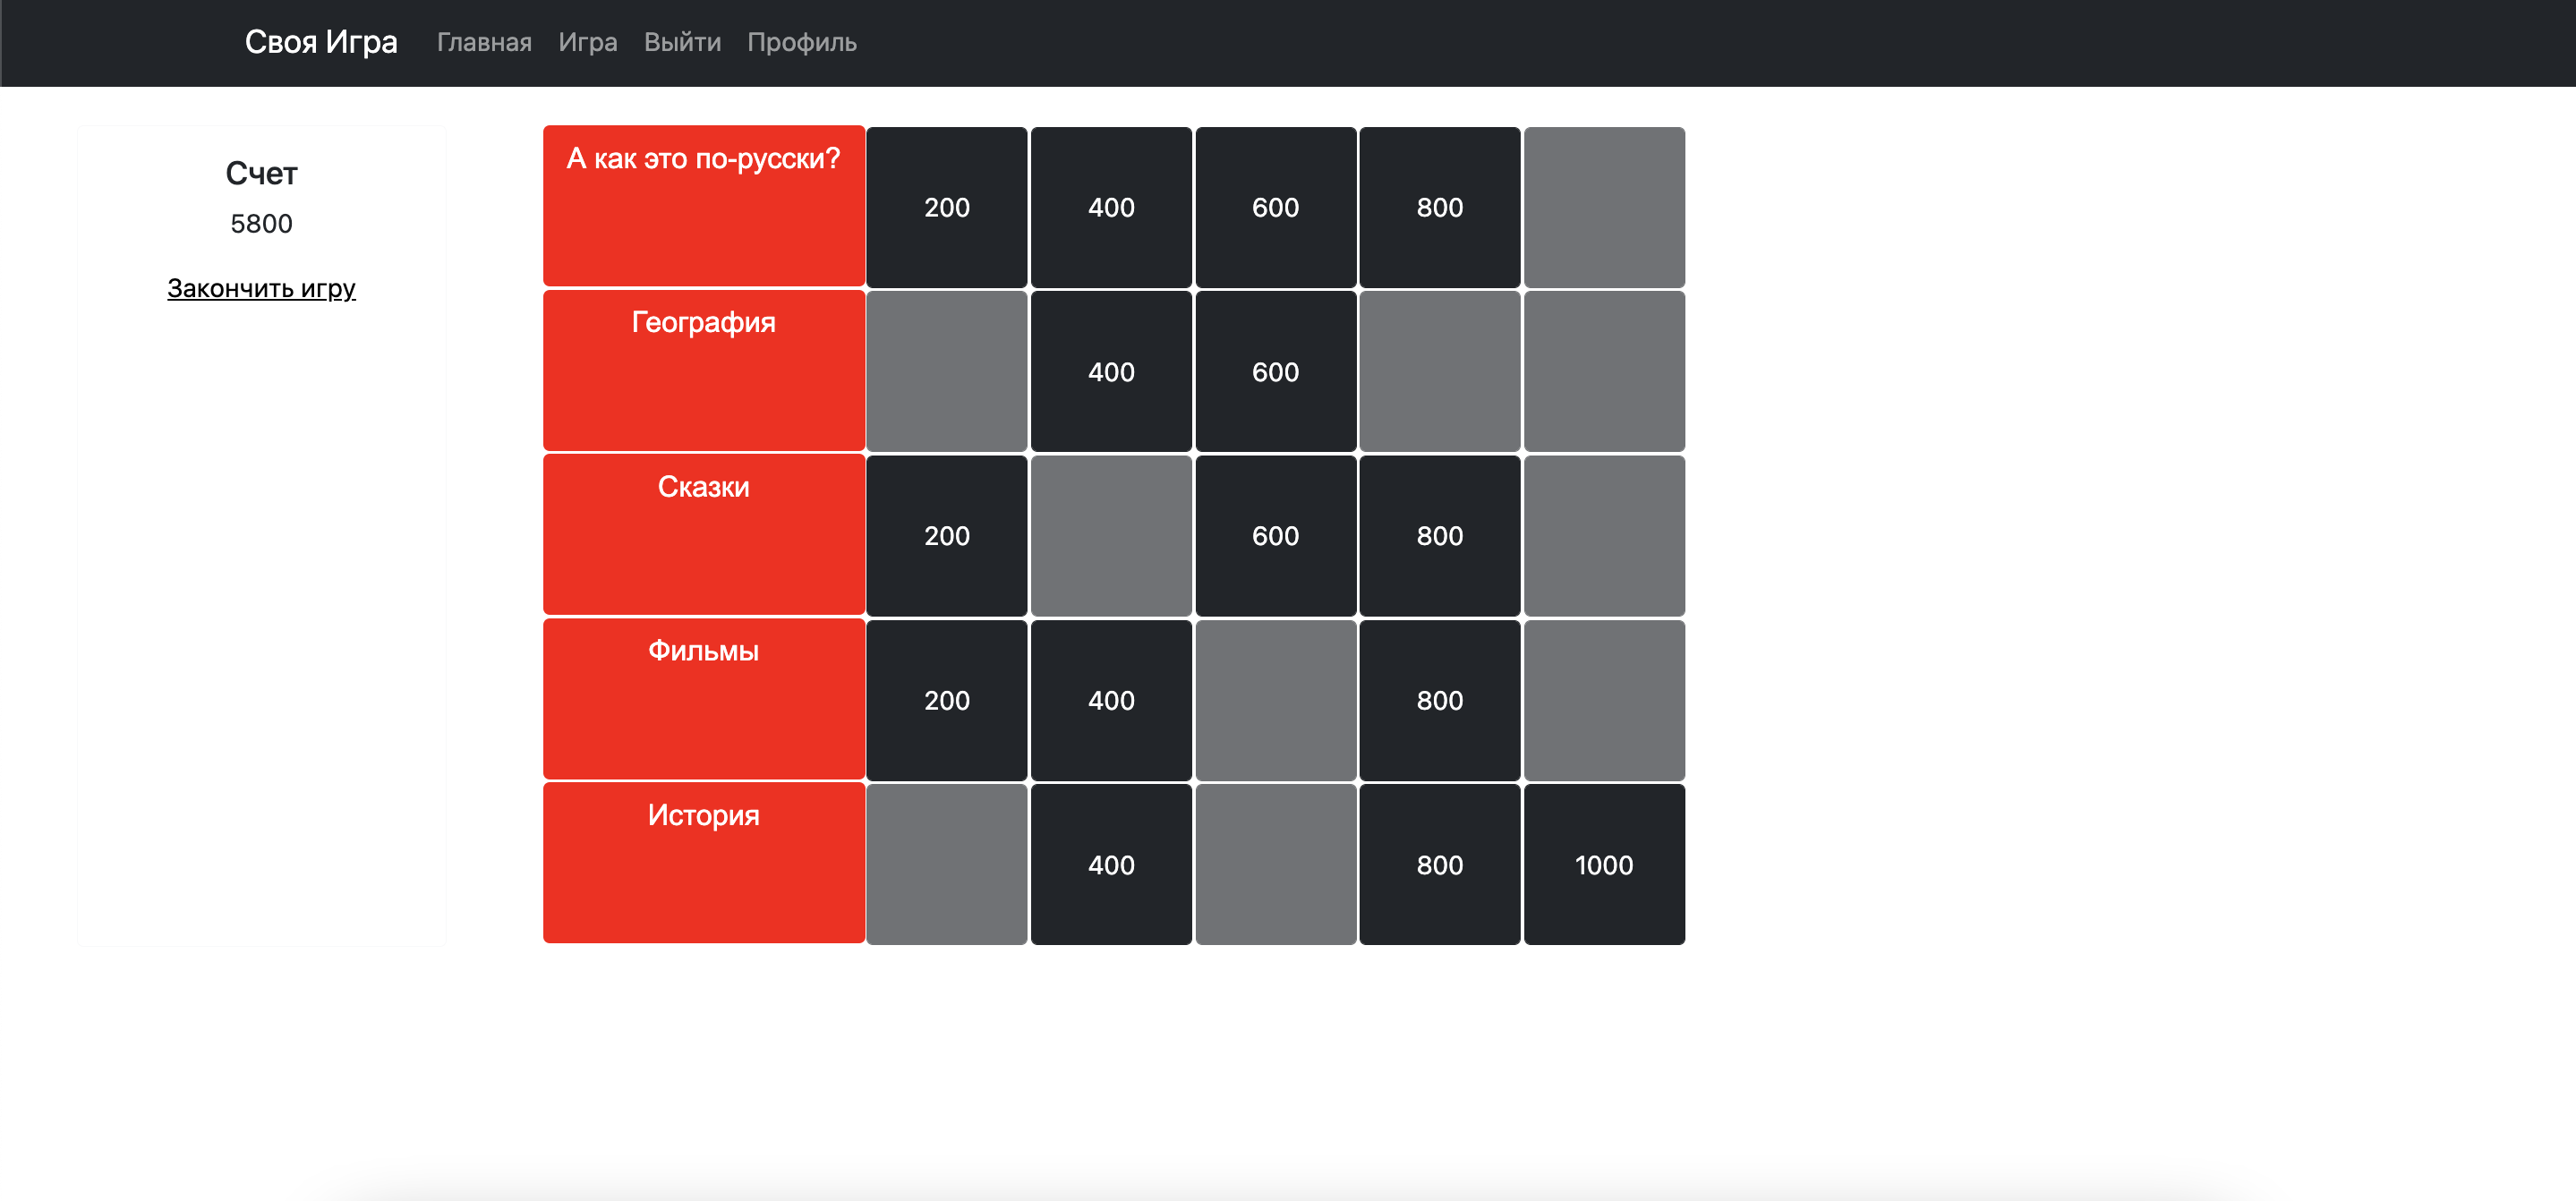 Своя Игра Главная Игра Выйти Профиль
Счет
5800
Закончить игру
А как это по-русски?
200 400 600 800
География
400 600
Сказки
200 600 800
Фильмы
200 400 800
История
400 800 1000